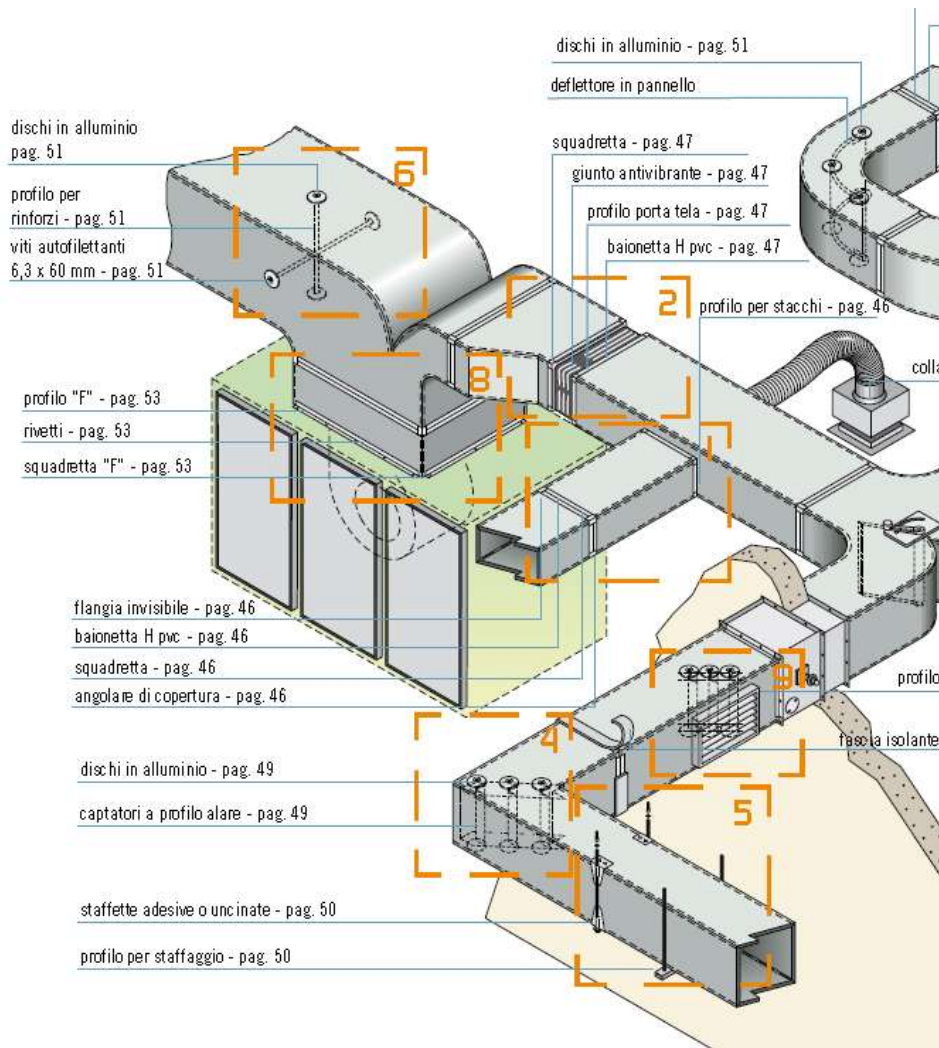 dischi in alluminio - pag. 51
deflettore in pannello
dischi in alluminio
pag. 51
squadretta - pag. 47
6
giunto antivibrante - pag. 47
profilo per
rinforzi - pag. 51
profilo porta tela - pag. 47
viti autofilettanti
6,3 x 60 mm - pag. 51
baionetta H pvc - pag. 47
2
profilo per stacchi - pag. 46
colla
8
profilo "F" - pag. 53
rivetti - pag. 53
1
squadretta "F" - pag. 53
flangia invisibile - pag. 46
baionetta H pvc - pag. 46
squadretta - pag. 46
9
profilo
angolare di copertura - pag. 46
4
fascia isolante
dischi in alluminio - pag. 49
5
captatori a profilo alare - pag. 49
staffette adesive o uncinate - pag. 50
profilo per staffaggio - pag. 50